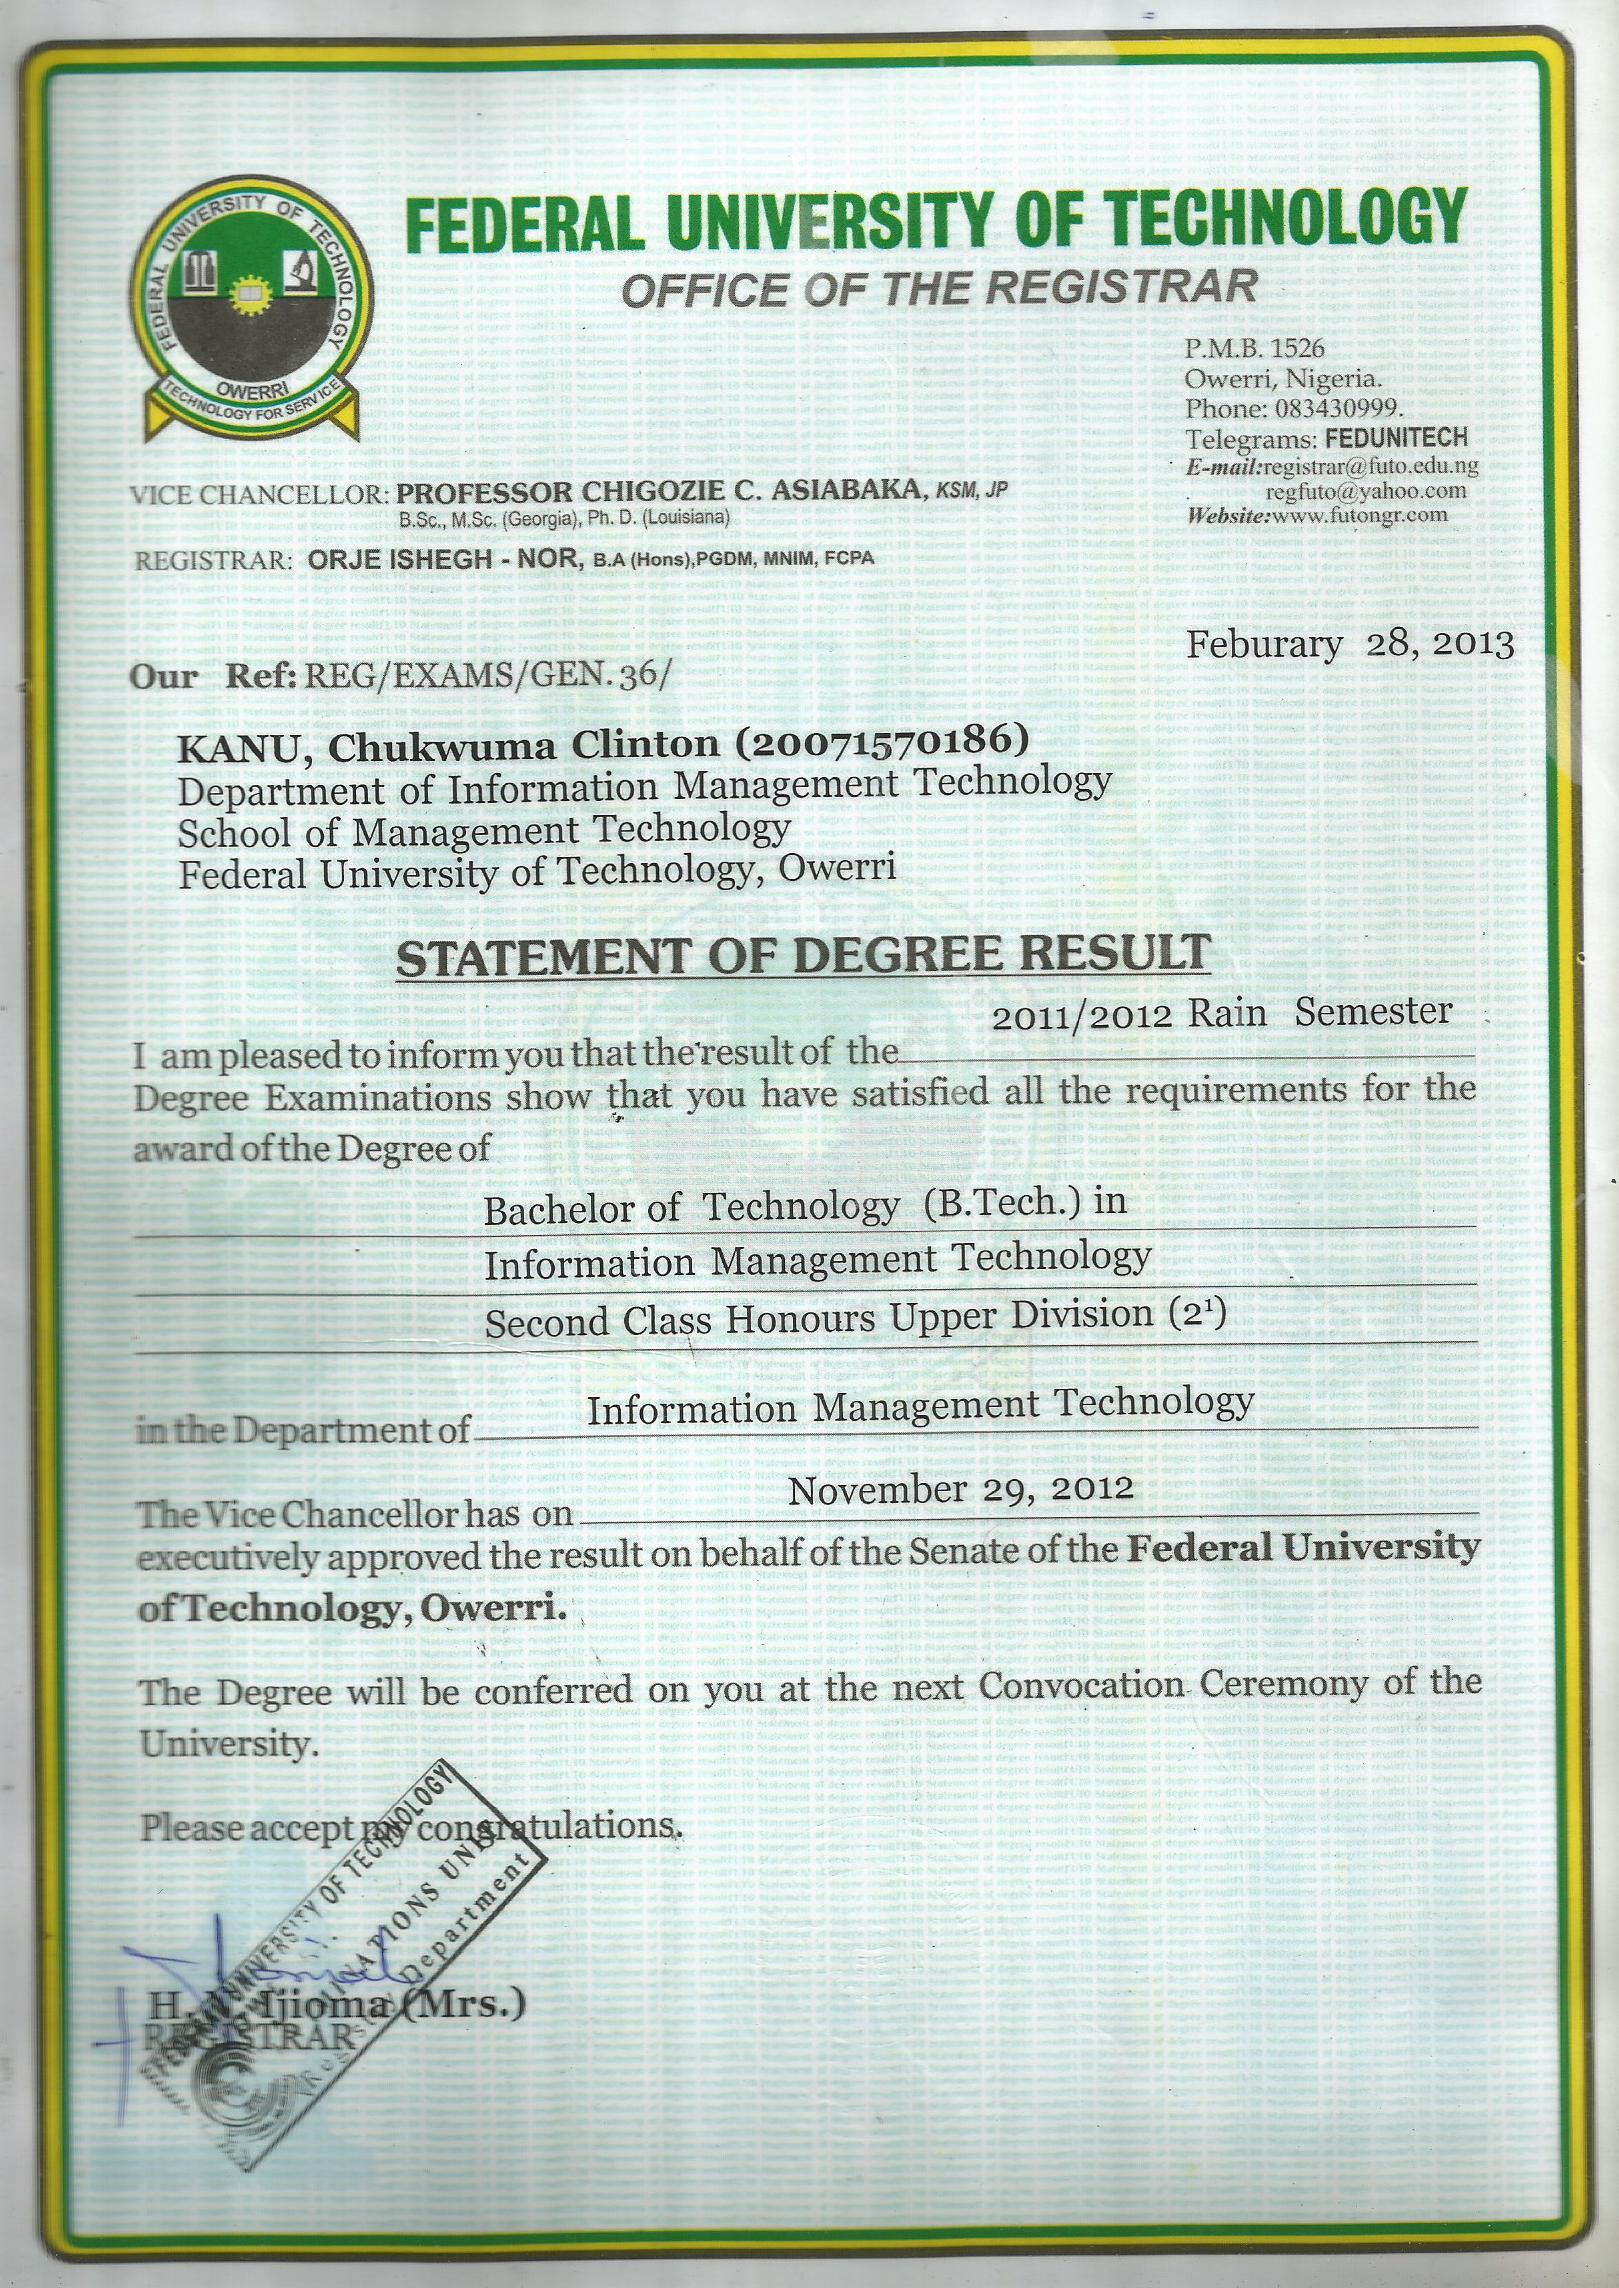 FEDERAL UNIVERSITY OF TECHNOLOGY
OWERRI
TECHNOLOGY FOR SERVICE
FEDERAL UNIVERSITY OF TECHNOLOGY
OFFICE OF THE REGISTRAR
P.M.B. 1526
Owerri, Nigeria.
Phone: 083430999.
Telegrams: FEDUNITECH
E-mail:registrar@futo.edu.ng
regfuto@yahoo.com
Website:www.futongr.com
VICE CHANCELLOR: PROFESSOR CHIGOZIE C. ASIABAKA, KSM, JP
B.Sc., M.Sc. (Georgia), Ph. D. (Louisiana)
REGISTRAR: ORJE ISHEGH - NOR, B.A (Hons),PGDM, MNIM, FCPA
Feburary 28, 2013
Our Ref: REG/EXAMS/GEN.36/
KANU, Chukwuma Clinton (20071570186)
Department of Information Management Technology
School of Management Technology
Federal University of Technology, Owerri
STATEMENT OF DEGREE RESULT
2011/2012 Rain Semester
I am pleased to inform you that the result of the
Degree Examinations show that you have satisfied all the requirements for the
award of the Degree of
Bachelor of Technology (B.Tech.) in
Information Management Technology
Second Class Honours Upper Division (2¹)
in the Department of Information Management Technology
The Vice Chancellor has on November 29, 2012
executively approved the result on behalf of the Senate of the Federal University
of Technology, Owerri.
The Degree will be conferred on you at the next Convocation Ceremony of the
University.
Please accept my congratulations.
H. N. Ijioma (Mrs.)
REGISTRAR
UNIVERSITY OF TECHNOLOGY
Department